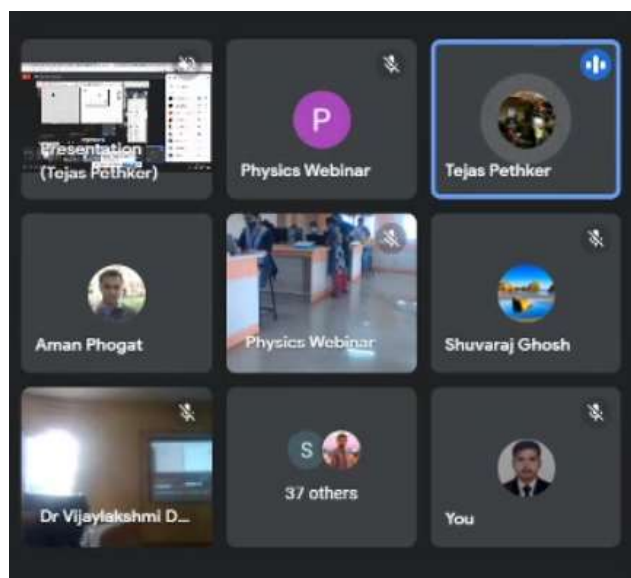 Presentation
(Tejas Pethker)
P
Physics Webinar
Tejas Pethker
Aman Phogat
Physics Webinar
Shuvaraj Ghosh
Dr Vijaylakshmi D...
S
37 others
You